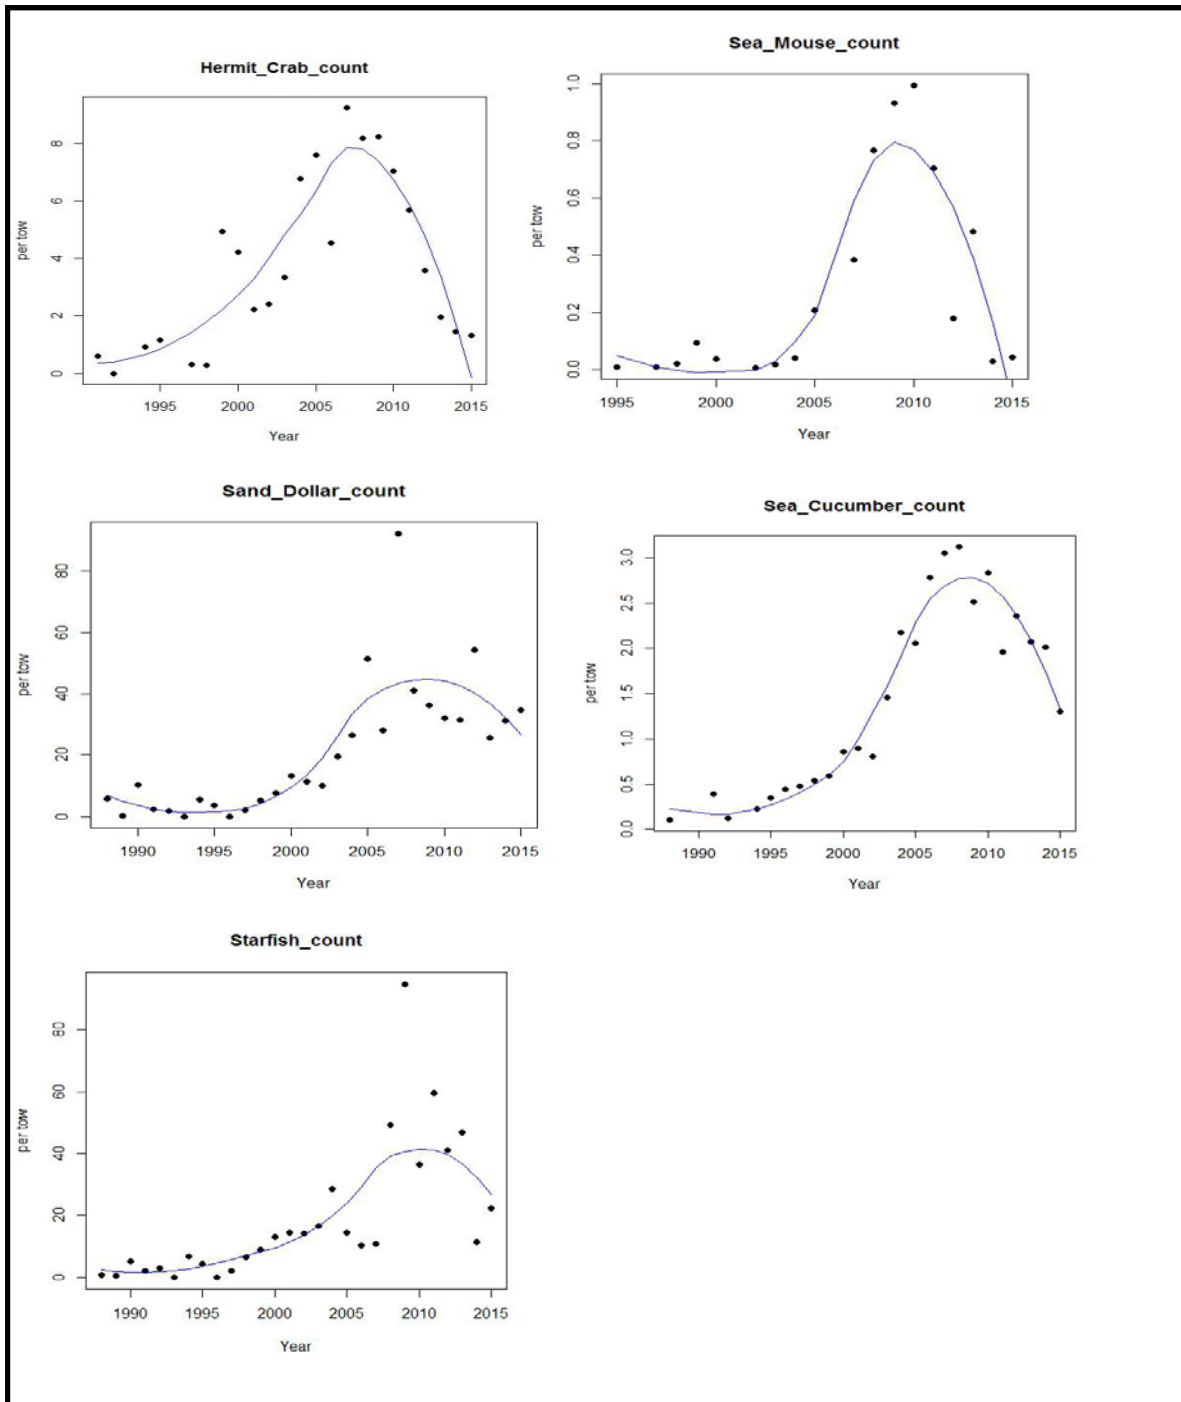 Hermit_Crab_count
per tow
8
6
4
2
0
1995 2000 2005 2010 2015
Year
Sea_Mouse_count
per tow
1.0
0.8
0.6
0.4
0.2
0.0
1995 2000 2005 2010 2015
Year
Sand_Dollar_count
per tow
80
60
40
20
0
1990 1995 2000 2005 2010 2015
Year
Sea_Cucumber_count
per tow
3.0
2.5
2.0
1.5
1.0
0.5
0.0
1990 1995 2000 2005 2010 2015
Year
Starfish_count
per tow
80
60
40
20
0
1990 1995 2000 2005 2010 2015
Year